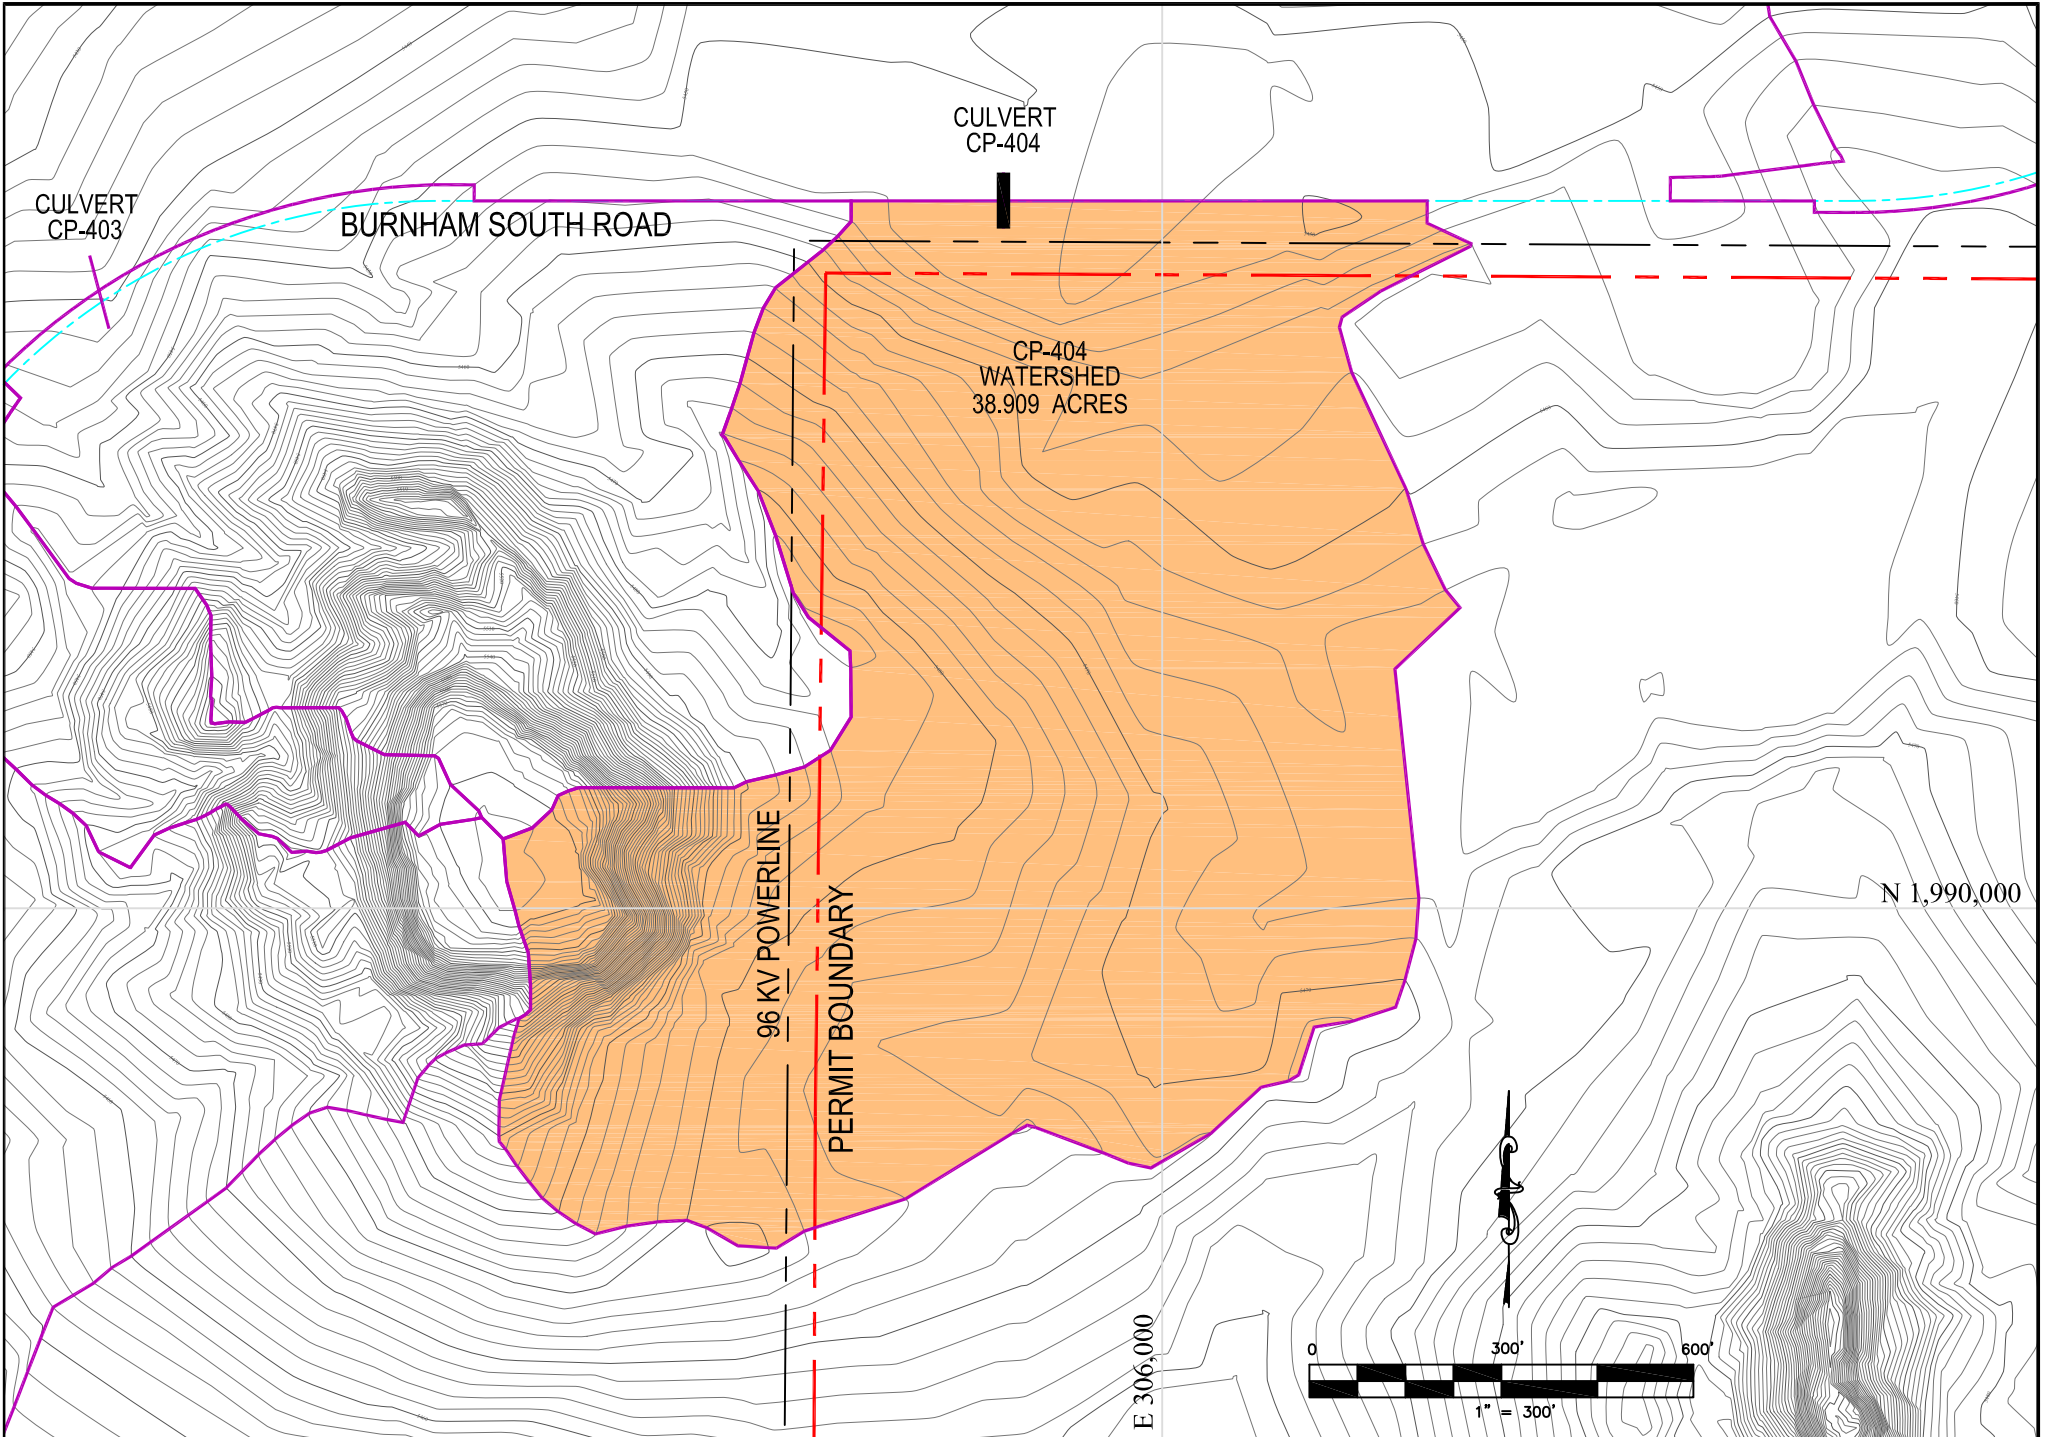 CULVERT
CP-404
CULVERT
CP-403
BURNHAM SOUTH ROAD
CP-404
WATERSHED
38.909 ACRES
96 KV POWERLINE
PERMIT BOUNDARY
N 1,990,000
E 306,000
0 300' 600'
1" = 300'